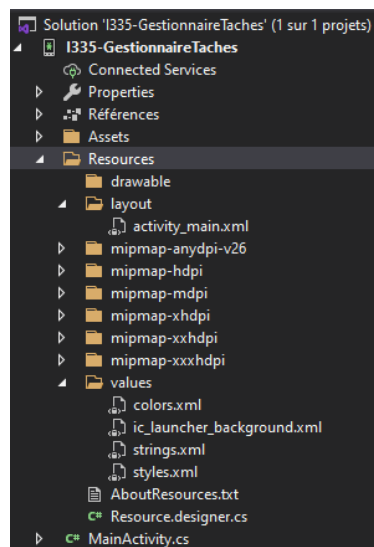 Solution 'I335-GestionnaireTaches' (1 sur 1 projets)
I335-GestionnaireTaches
Connected Services
Properties
Références
Assets
Resources
drawable
layout
activity_main.xml
mipmap-anydpi-v26
mipmap-hdpi
mipmap-mdpi
mipmap-xhdpi
mipmap-xxhdpi
mipmap-xxxhdpi
values
colors.xml
ic_launcher_background.xml
strings.xml
styles.xml
AboutResources.txt
C# Resource.designer.cs
C# MainActivity.cs